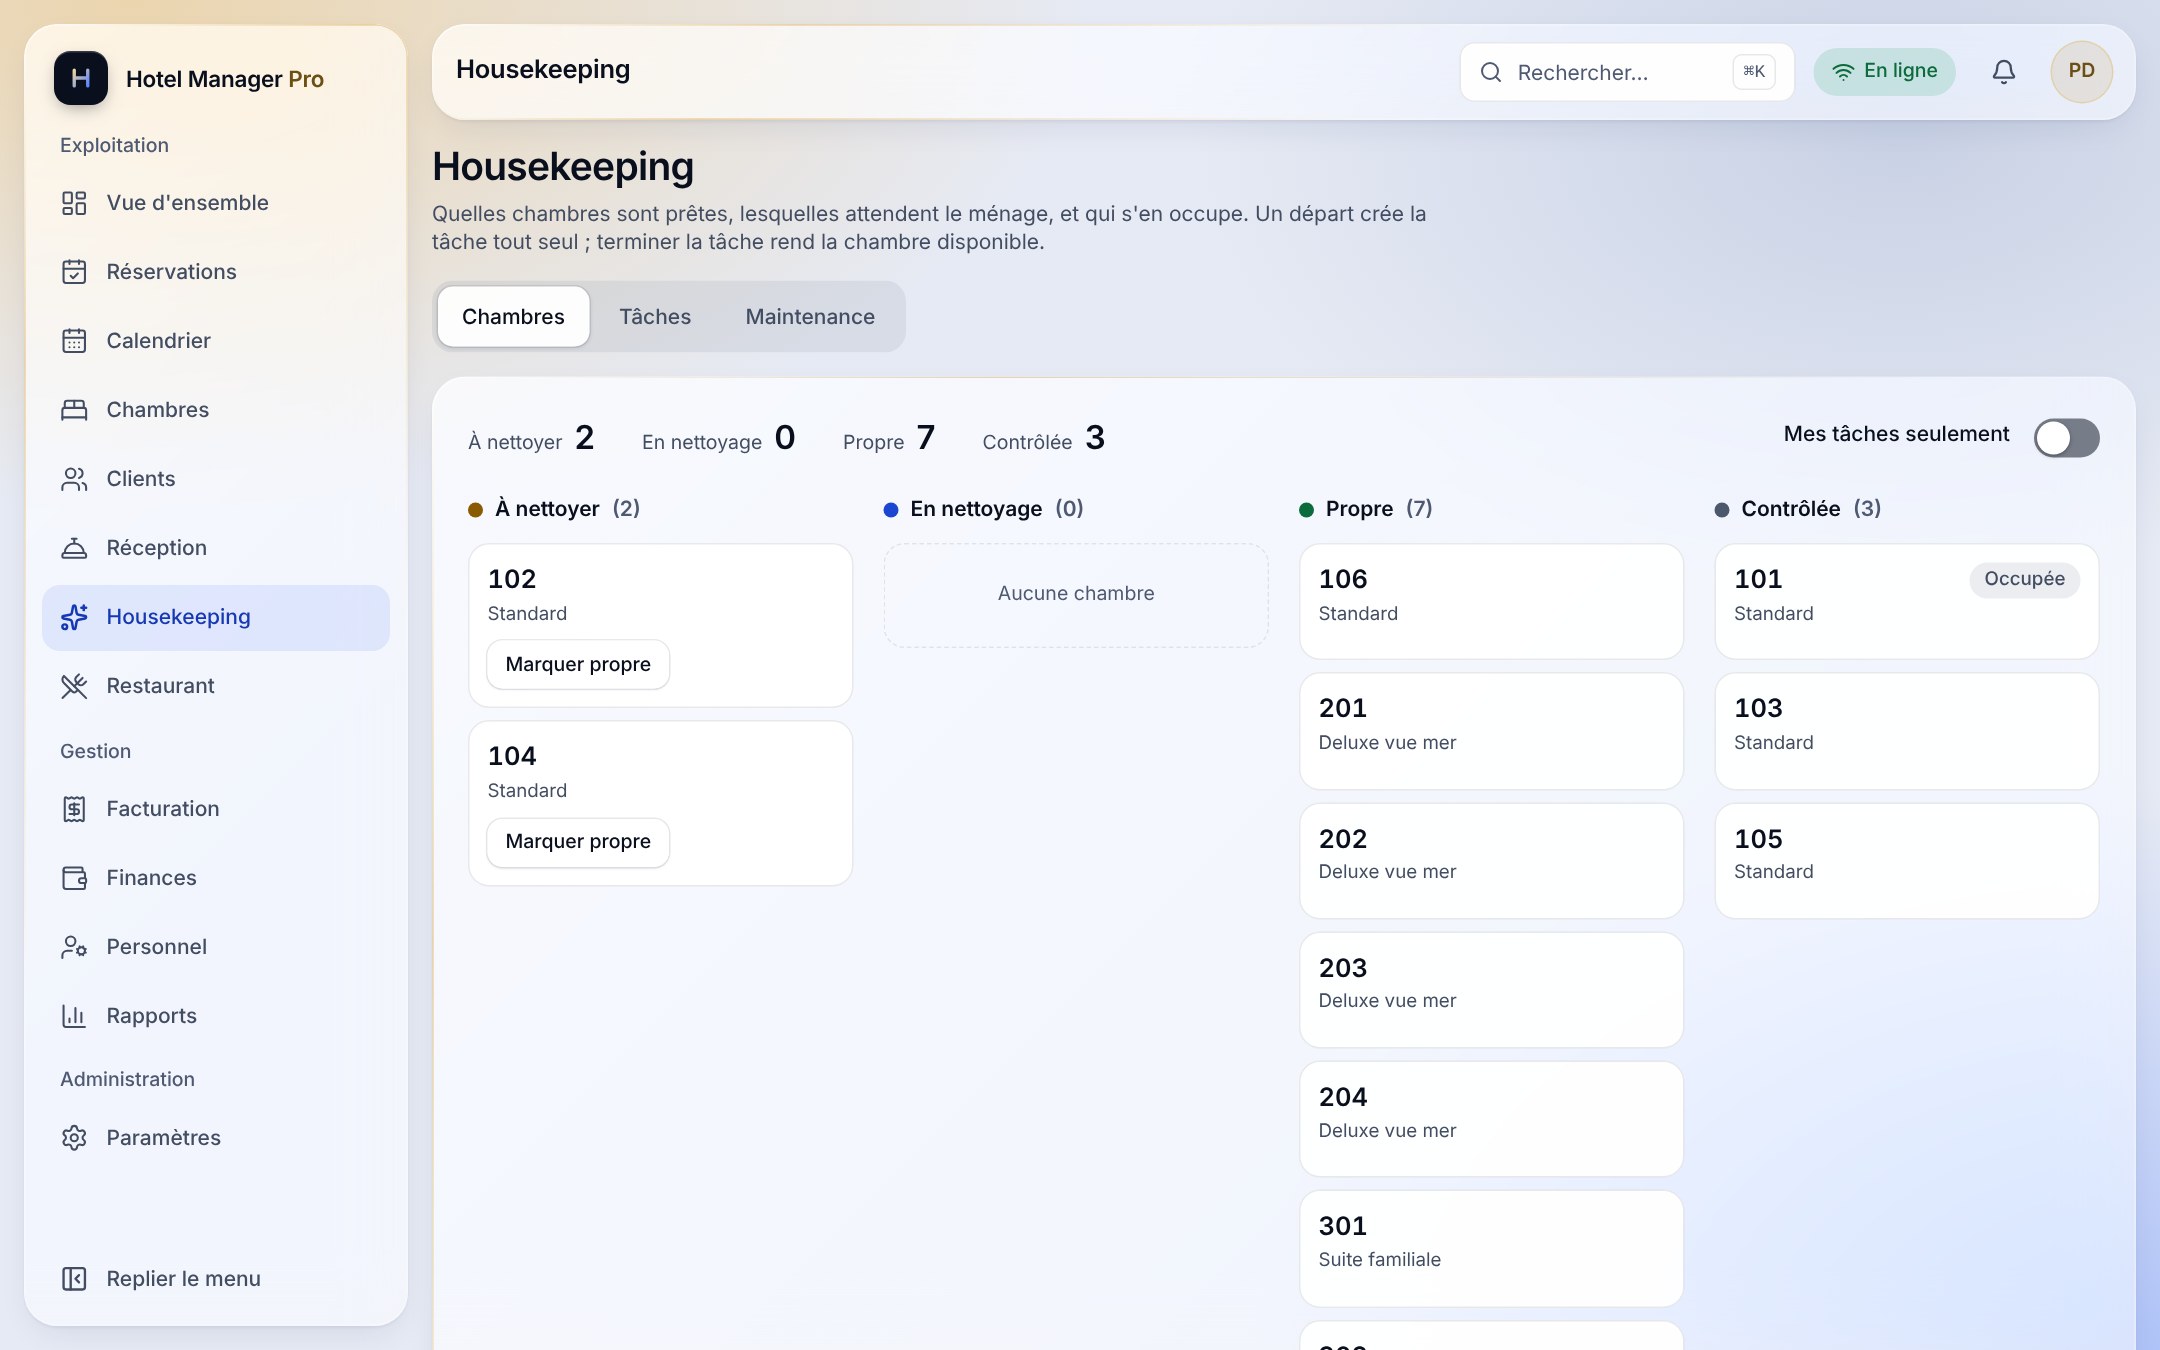 Hotel Manager Pro
Exploitation
Vue d'ensemble
Réservations
Calendrier
Chambres
Clients
Réception
Housekeeping
Restaurant
Gestion
Facturation
Finances
Personnel
Rapports
Administration
Paramètres
Replier le menu
Housekeeping
Rechercher...
⌘K
En ligne
PD
Housekeeping
Quelles chambres sont prêtes, lesquelles attendent le ménage, et qui s'en occupe. Un départ crée la
tâche tout seul ; terminer la tâche rend la chambre disponible.
Chambres
Tâches
Maintenance
À nettoyer 2
En nettoyage 0
Propre 7
Contrôlée 3
Mes tâches seulement
À nettoyer (2)
102
Standard
Marquer propre
104
Standard
Marquer propre
En nettoyage (0)
Aucune chambre
Propre (7)
106
Standard
201
Deluxe vue mer
202
Deluxe vue mer
203
Deluxe vue mer
204
Deluxe vue mer
301
Suite familiale
Contrôlée (3)
101
Occupée
Standard
103
Standard
105
Standard